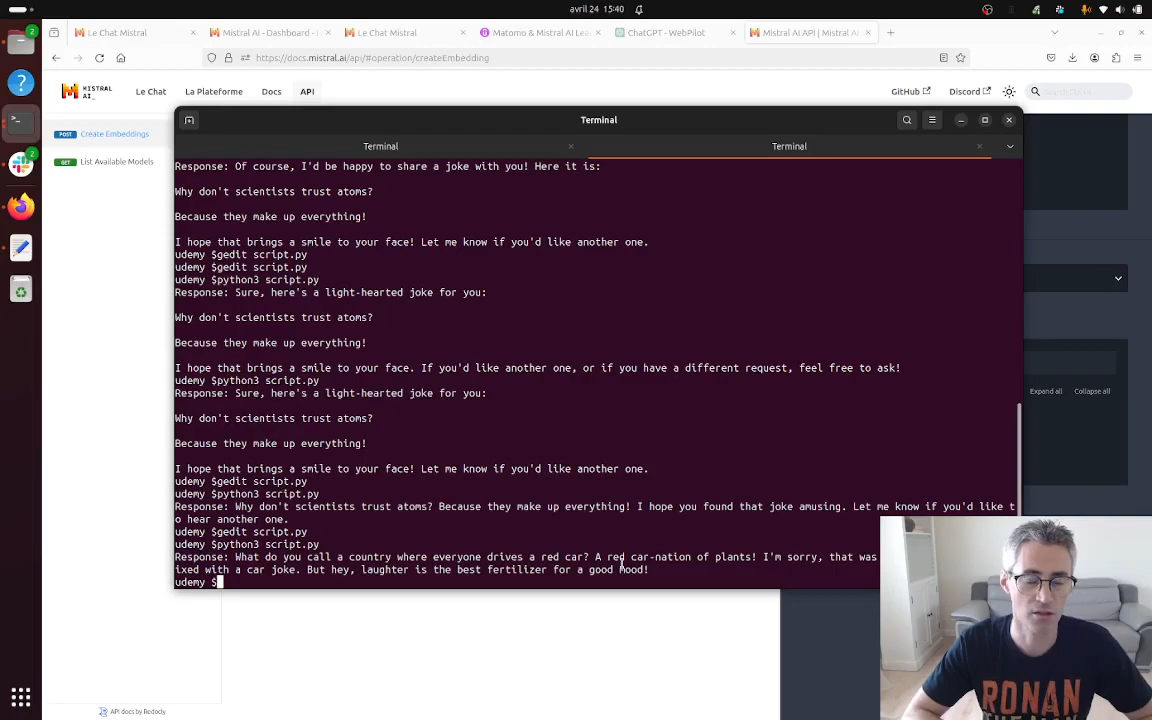 avril 24 15:40
Le Chat Mistral
Mistral AI - Dashboard - L
Le Chat Mistral
Matomo & Mistral AI Le
ChatGPT - WebPilot
Mistral AI API | Mistral A
https://docs.mistral.ai/api/#operation/createEmbedding
MISTRAL
AI_
Le Chat
La Plateforme
Docs
API
GitHub
Discord
Search
POST Create Embeddings
GET List Available Models
Terminal
Terminal
Terminal
Response: Of course, I'd be happy to share a joke with you! Here it is:
Why don't scientists trust atoms?
Because they make up everything!
I hope that brings a smile to your face! Let me know if you'd like another one.
udemy $gedit script.py
udemy $gedit script.py
udemy $python3 script.py
Response: Sure, here's a light-hearted joke for you:
Why don't scientists trust atoms?
Because they make up everything!
I hope that brings a smile to your face. If you'd like another one, or if you have a different request, feel free to ask!
udemy $python3 script.py
Response: Sure, here's a light-hearted joke for you:
Why don't scientists trust atoms?
Because they make up everything!
I hope that brings a smile to your face! Let me know if you'd like another one.
udemy $gedit script.py
udemy $python3 script.py
Response: Why don't scientists trust atoms? Because they make up everything! I hope you found that joke amusing. Let me know if you'd like t
o hear another one.
udemy $gedit script.py
udemy $python3 script.py
Response: What do you call a country where everyone drives a red car? A red car-nation of plants! I'm sorry, that was
ixed with a car joke. But hey, laughter is the best fertilizer for a good mood!
udemy $
Expand all
Collapse all
API docs by Redocly
RONAN